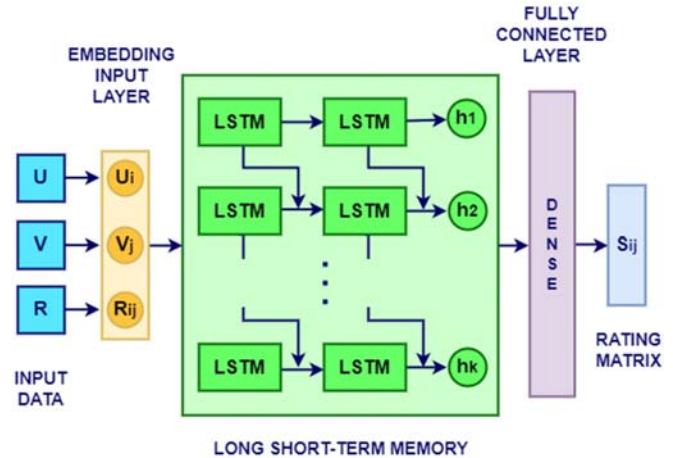 FULLY
CONNECTED
LAYER
EMBEDDING
INPUT
LAYER
LSTM LSTM h1
U Ui
LSTM LSTM h2
V Vj
DENSE
Sij
R Rij
LSTM LSTM hk
INPUT
DATA
RATING
MATRIX
LONG SHORT-TERM MEMORY